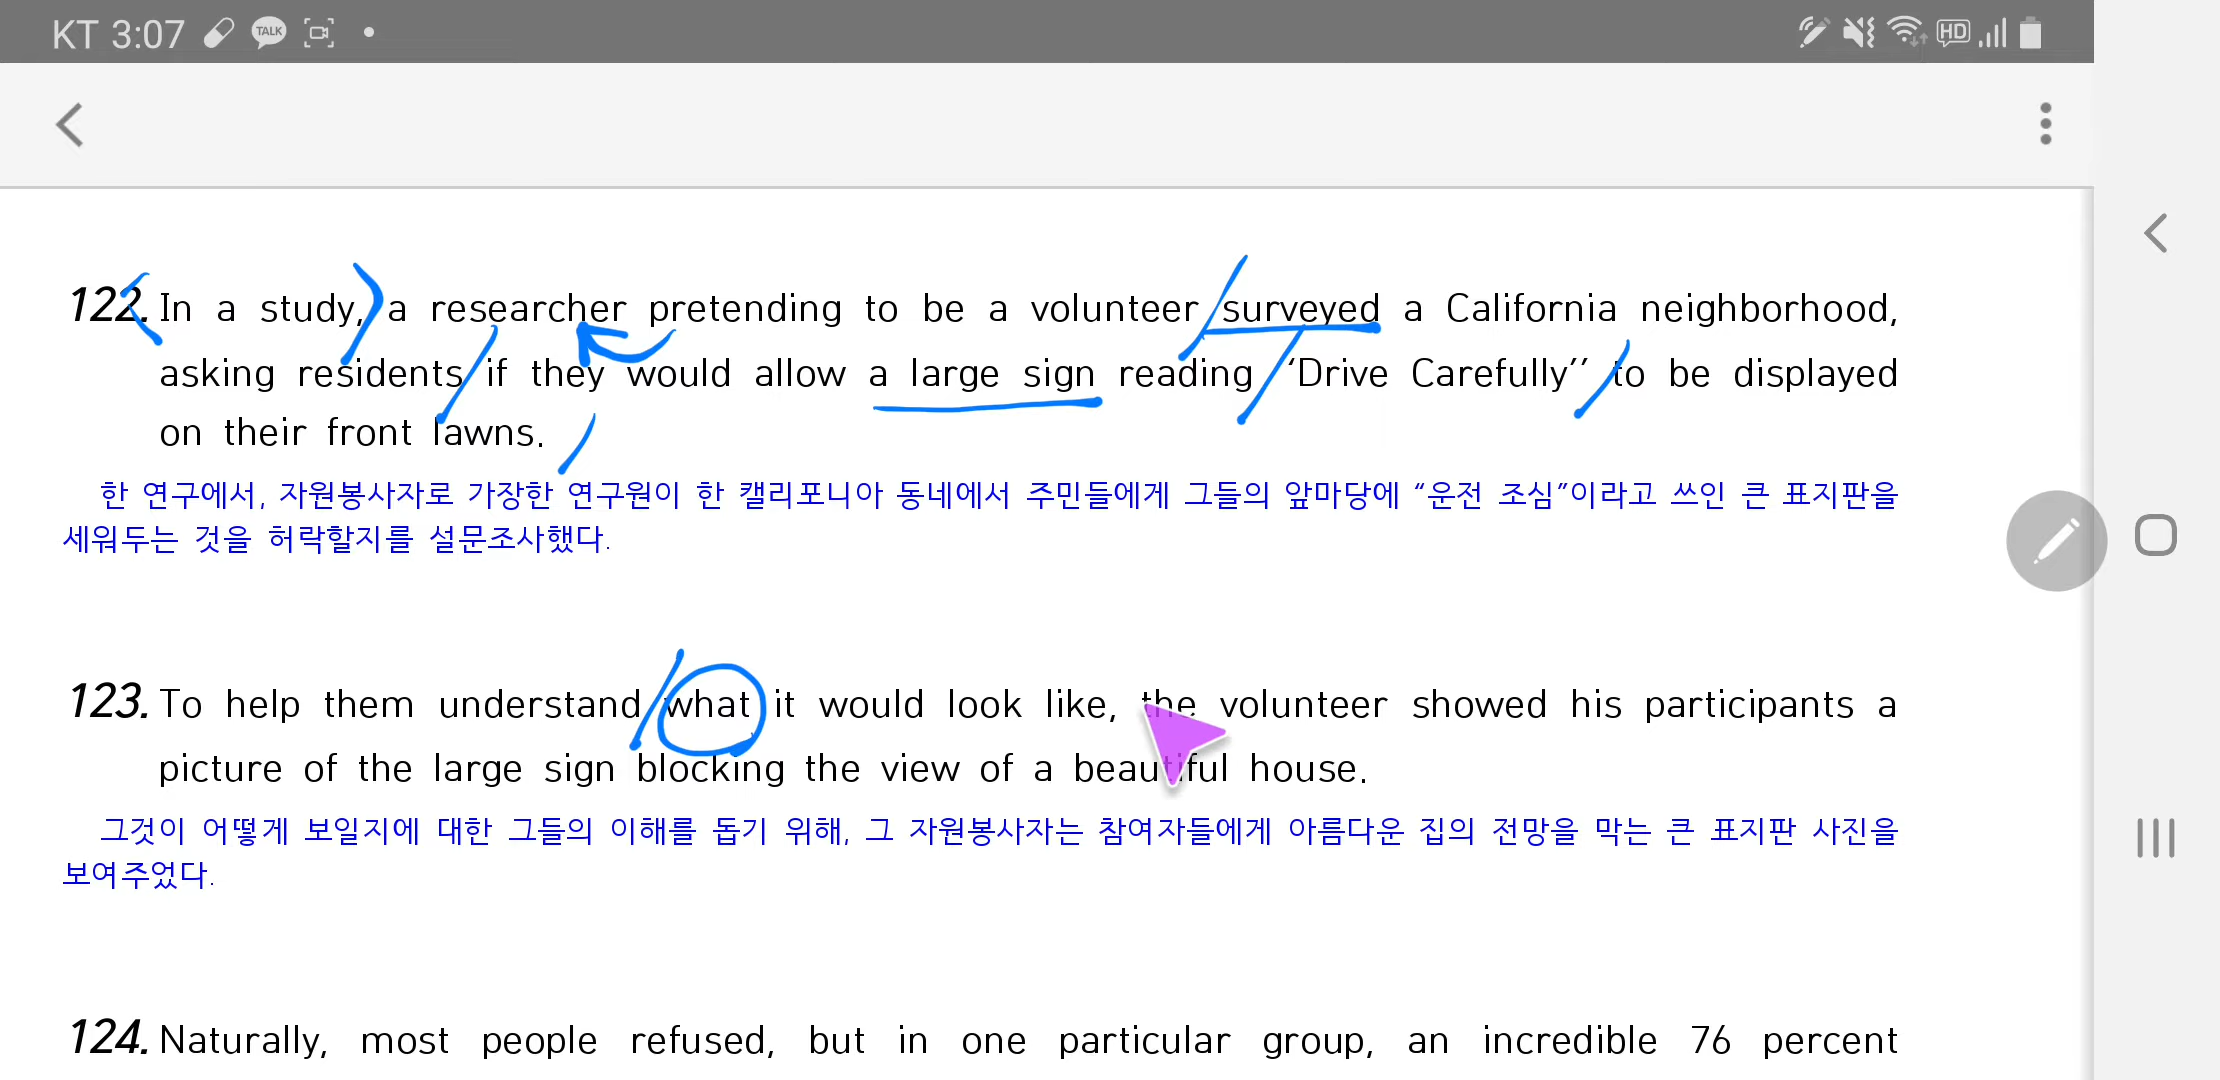 KT 3:07 TALK HD
122. In a study, a researcher pretending to be a volunteer surveyed a California neighborhood,
asking residents if they would allow a large sign reading ‘Drive Carefully’’ to be displayed
on their front lawns.
한 연구에서, 자원봉사자로 가장한 연구원이 한 캘리포니아 동네에서 주민들에게 그들의 앞마당에 “운전 조심”이라고 쓰인 큰 표지판을
세워두는 것을 허락할지를 설문조사했다.
123. To help them understand what it would look like, the volunteer showed his participants a
picture of the large sign blocking the view of a beautiful house.
그것이 어떻게 보일지에 대한 그들의 이해를 돕기 위해, 그 자원봉사자는 참여자들에게 아름다운 집의 전망을 막는 큰 표지판 사진을
보여주었다.
124. Naturally, most people refused, but in one particular group, an incredible 76 percent